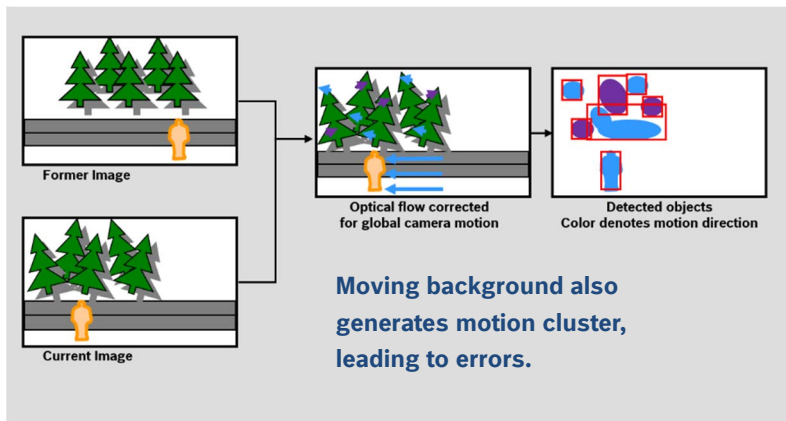 Former Image
Optical flow corrected
for global camera motion
Detected objects
Color denotes motion direction
Current Image
Moving background also
generates motion cluster,
leading to errors.